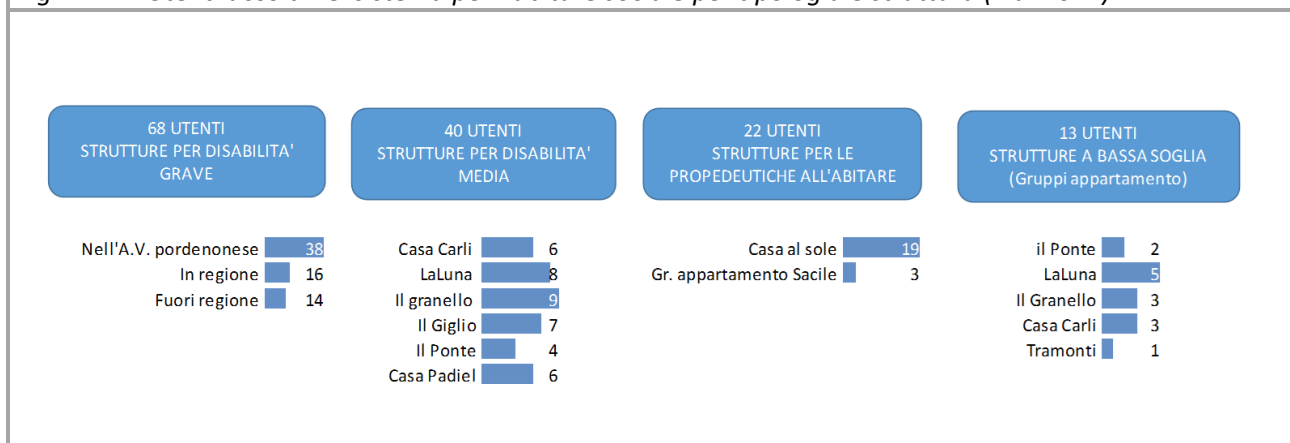 68 UTENTI
STRUTTURE PER DISABILITA'
GRAVE
Nell'A.V. pordenonese 38
In regione 16
Fuori regione 14
40 UTENTI
STRUTTURE PER DISABILITA'
MEDIA
Casa Carli 6
LaLuna 8
Il granello 9
Il Giglio 7
Il Ponte 4
Casa Padiel 6
22 UTENTI
STRUTTURE PER LE
PROPEDEUTICHE ALL'ABITARE
Casa al sole 19
Gr. appartamento Sacile 3
13 UTENTI
STRUTTURE A BASSA SOGLIA
(Gruppi appartamento)
il Ponte 2
LaLuna 5
Il Granello 3
Casa Carli 3
Tramonti 1